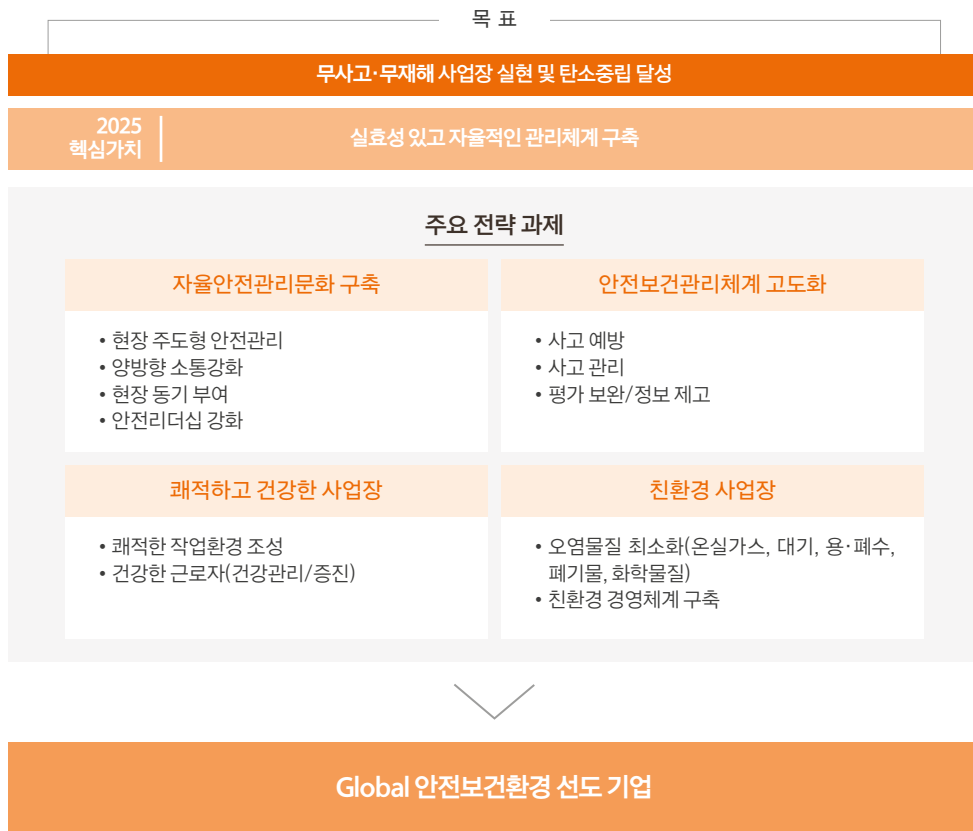 목 표
무사고·무재해 사업장 실현 및 탄소중립 달성
2025
헥심가치
실효성 있고 자율적인 관리체계 구축
주요 전략 과제
자율안전관리문화 구축
• 현장 주도형 안전관리
• 양방향 소통강화
• 현장 동기 부여
• 안전리더십 강화
안전보건관리체계 고도화
• 사고 예방
• 사고 관리
• 평가 보완/정보 제고
쾌적하고 건강한 사업장
• 쾌적한 작업환경 조성
• 건강한 근로자(건강관리/증진)
친환경 사업장
• 오염물질 최소화(온실가스, 대기, 용·폐수,
폐기물, 화학물질)
• 친환경 경영체계 구축
Global 안전보건환경 선도 기업